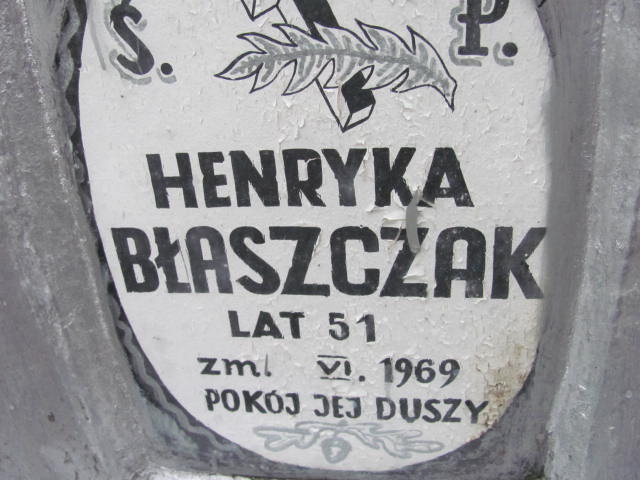 Ś. P.
HENRYKA
BŁASZCZAK
LAT 51
zm. VI. 1969
POKÓJ JEJ DUSZY